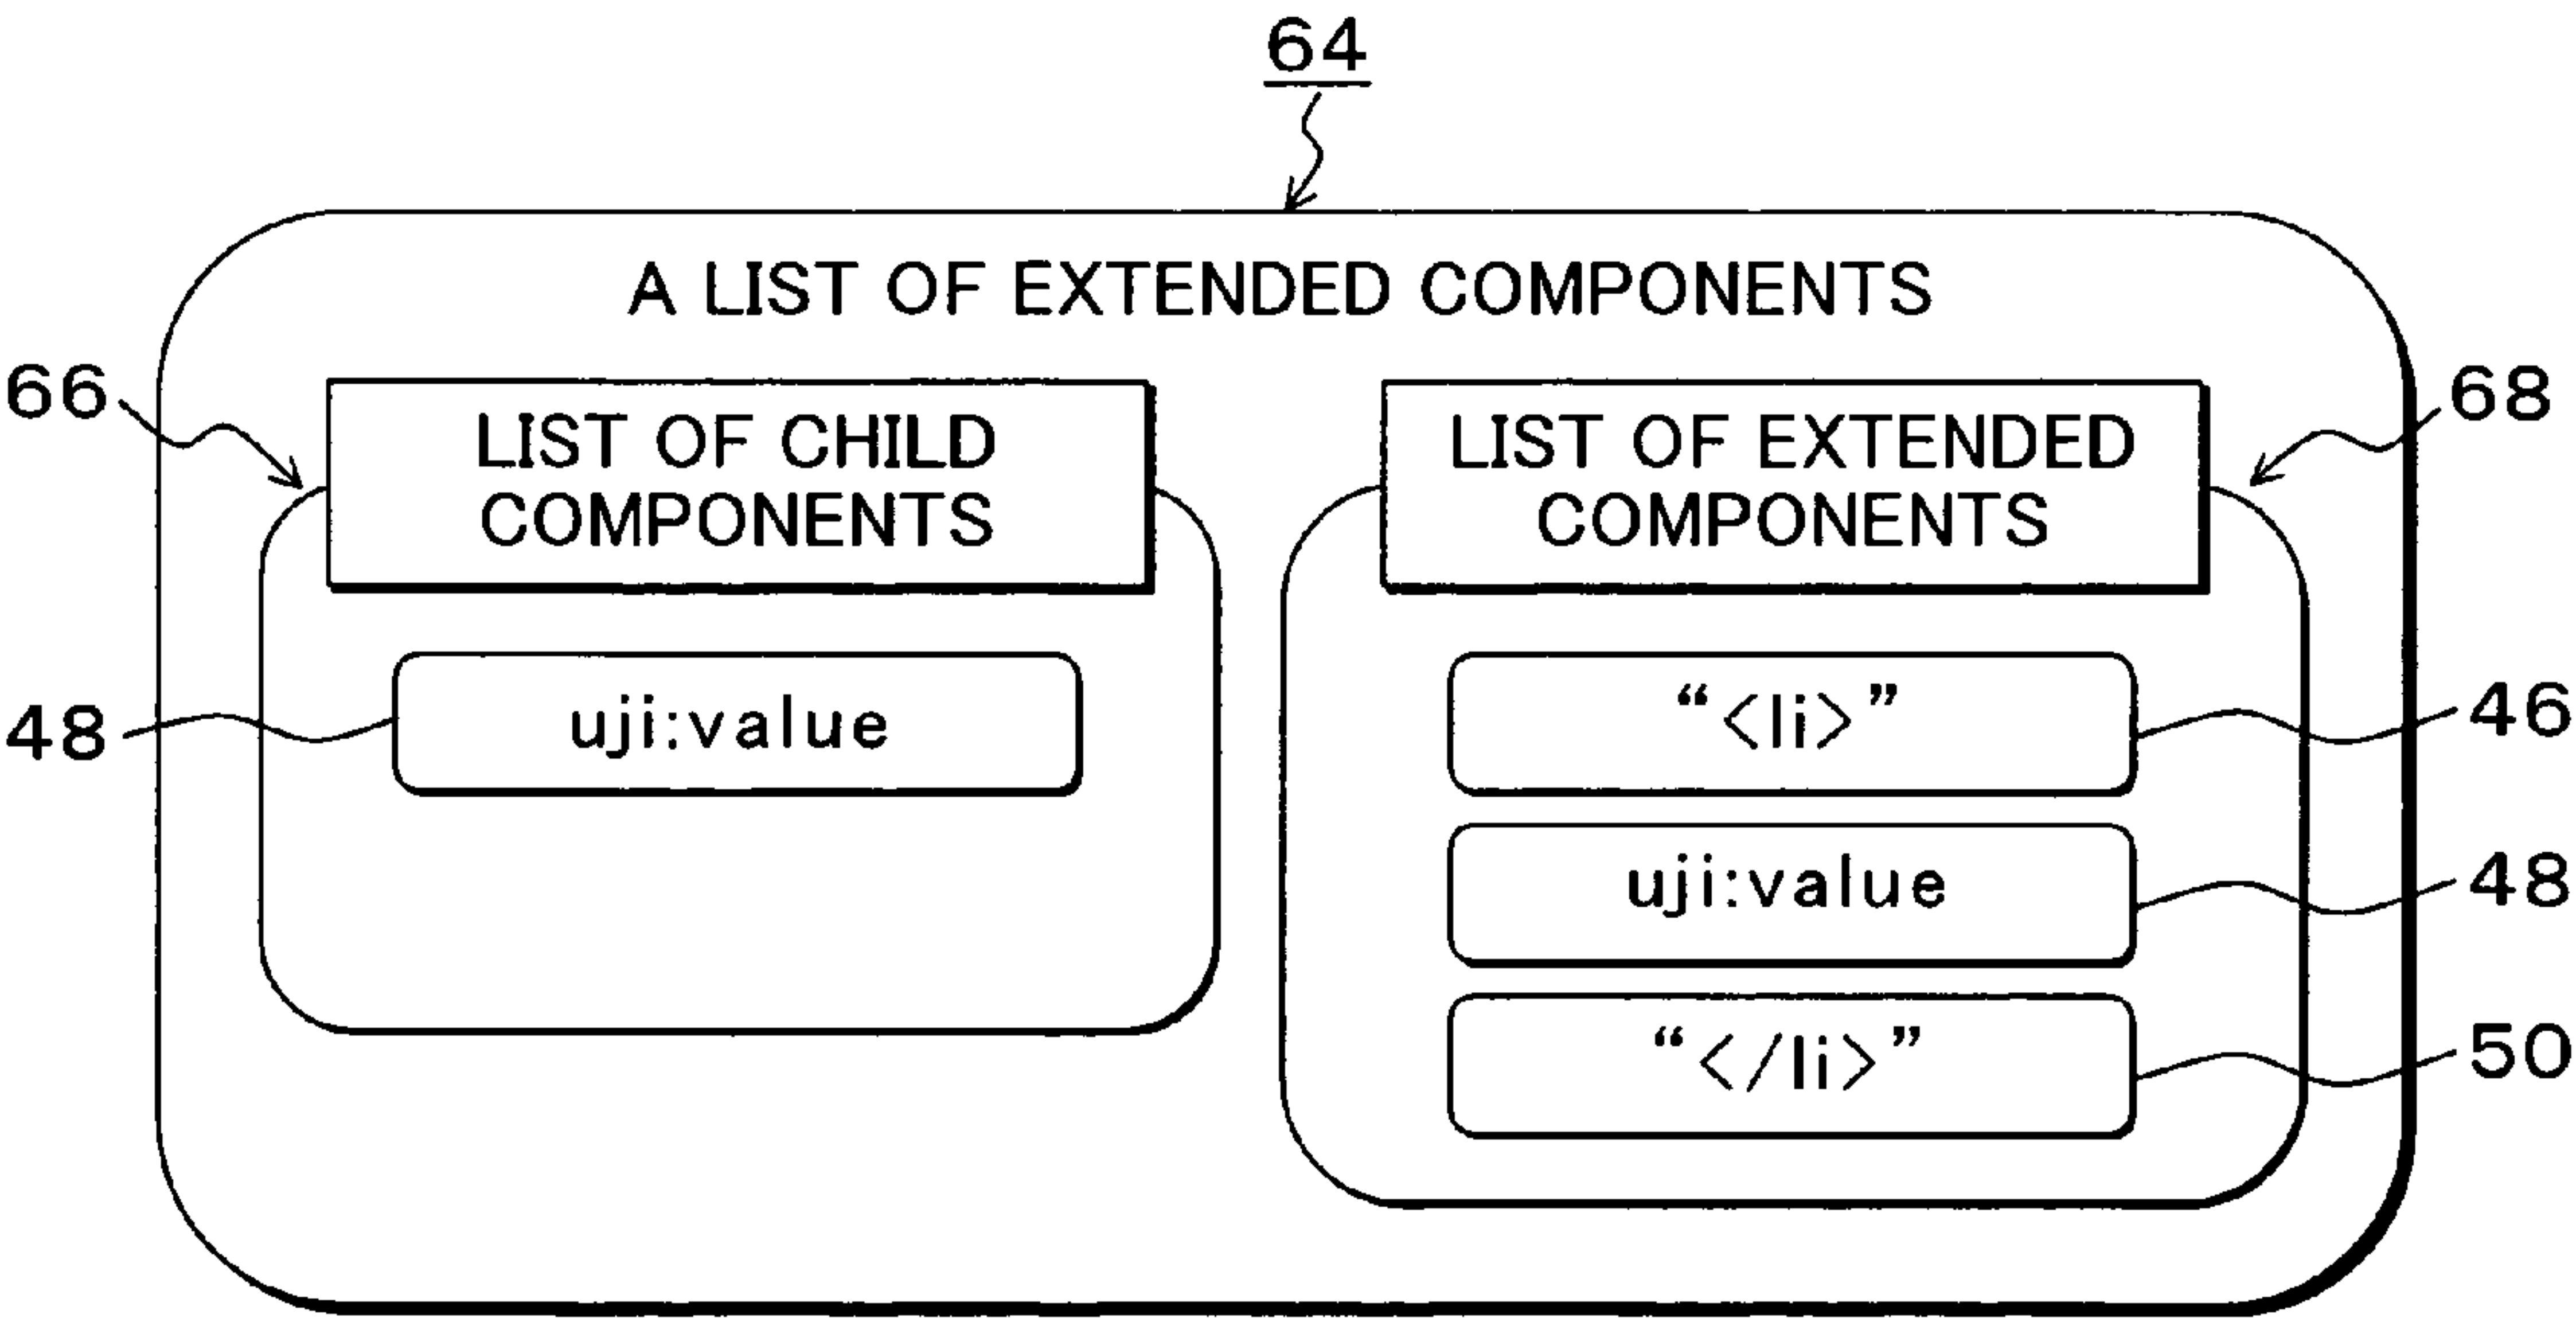 64
A LIST OF EXTENDED COMPONENTS
66
LIST OF CHILD
COMPONENTS
LIST OF EXTENDED
COMPONENTS
68
48
uji:value
“<li>”
46
uji:value
48
“</li>”
50